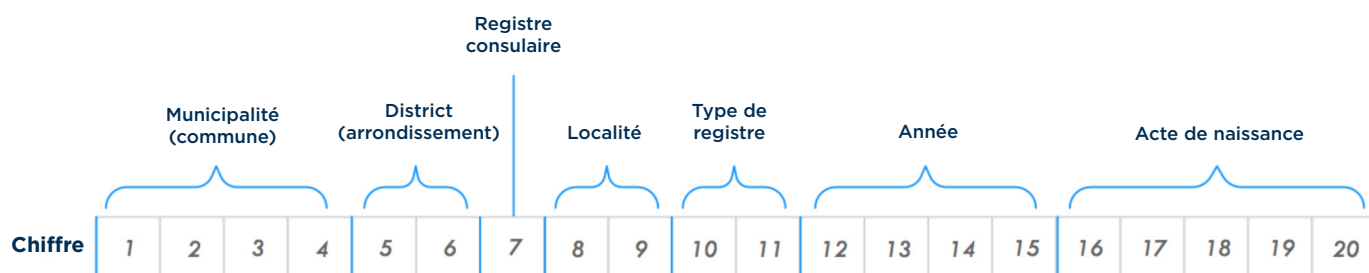 Registre
consulaire
Municipalité
(commune)
District
(arrondissement)
Localité
Type de
registre
Année
Acte de naissance
Chiffre 1 2 3 4 5 6 7 8 9 10 11 12 13 14 15 16 17 18 19 20